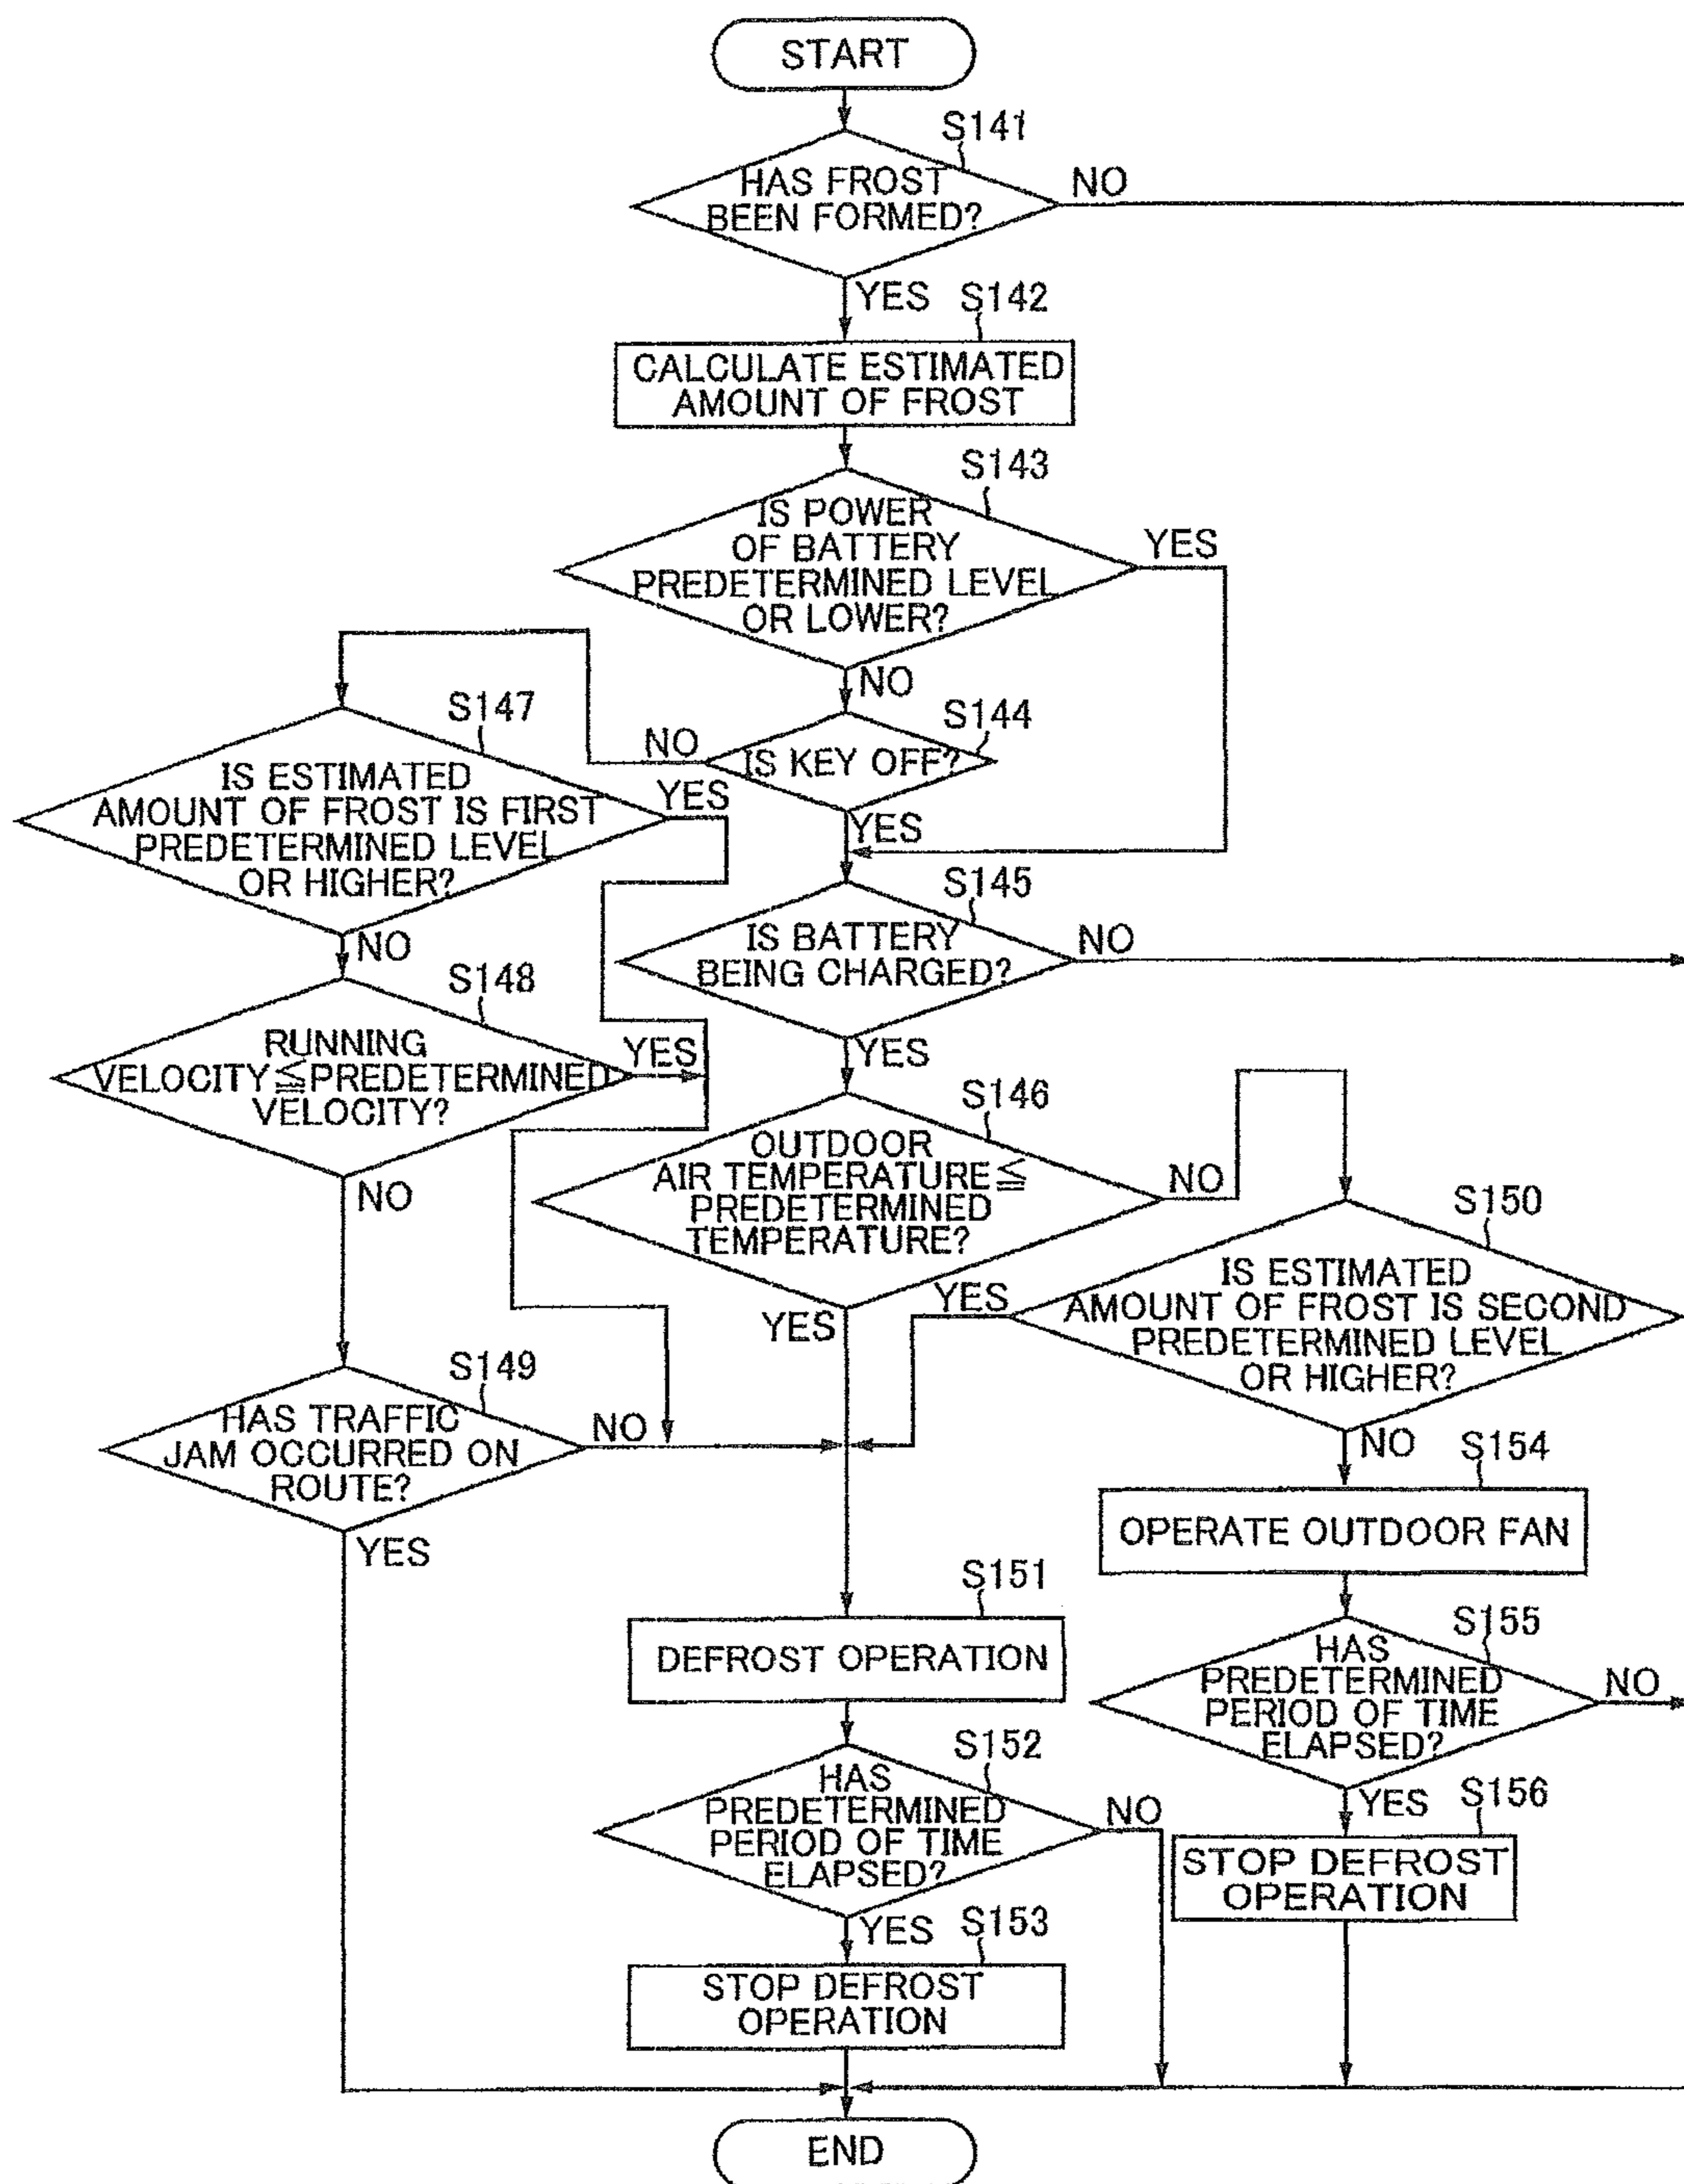 START
S141
HAS FROST
BEEN FORMED?
NO
YES
S142
CALCULATE ESTIMATED
AMOUNT OF FROST
S143
IS POWER
OF BATTERY
PREDETERMINED LEVEL
OR LOWER?
YES
NO
S144
IS KEY OFF?
NO
YES
S147
IS ESTIMATED
AMOUNT OF FROST IS FIRST
PREDETERMINED LEVEL
OR HIGHER?
YES
NO
S145
IS BATTERY
BEING CHARGED?
NO
YES
S148
RUNNING
VELOCITY≦PREDETERMINED
VELOCITY?
YES
NO
S146
OUTDOOR
AIR TEMPERATURE≦
PREDETERMINED
TEMPERATURE?
NO
YES
S150
IS ESTIMATED
AMOUNT OF FROST IS SECOND
PREDETERMINED LEVEL
OR HIGHER?
YES
NO
S149
HAS TRAFFIC
JAM OCCURRED ON
ROUTE?
NO
YES
S154
OPERATE OUTDOOR FAN
S151
DEFROST OPERATION
S155
HAS
PREDETERMINED
PERIOD OF TIME
ELAPSED?
NO
YES
S152
HAS
PREDETERMINED
PERIOD OF TIME
ELAPSED?
NO
YES
S156
STOP DEFROST
OPERATION
S153
STOP DEFROST
OPERATION
END